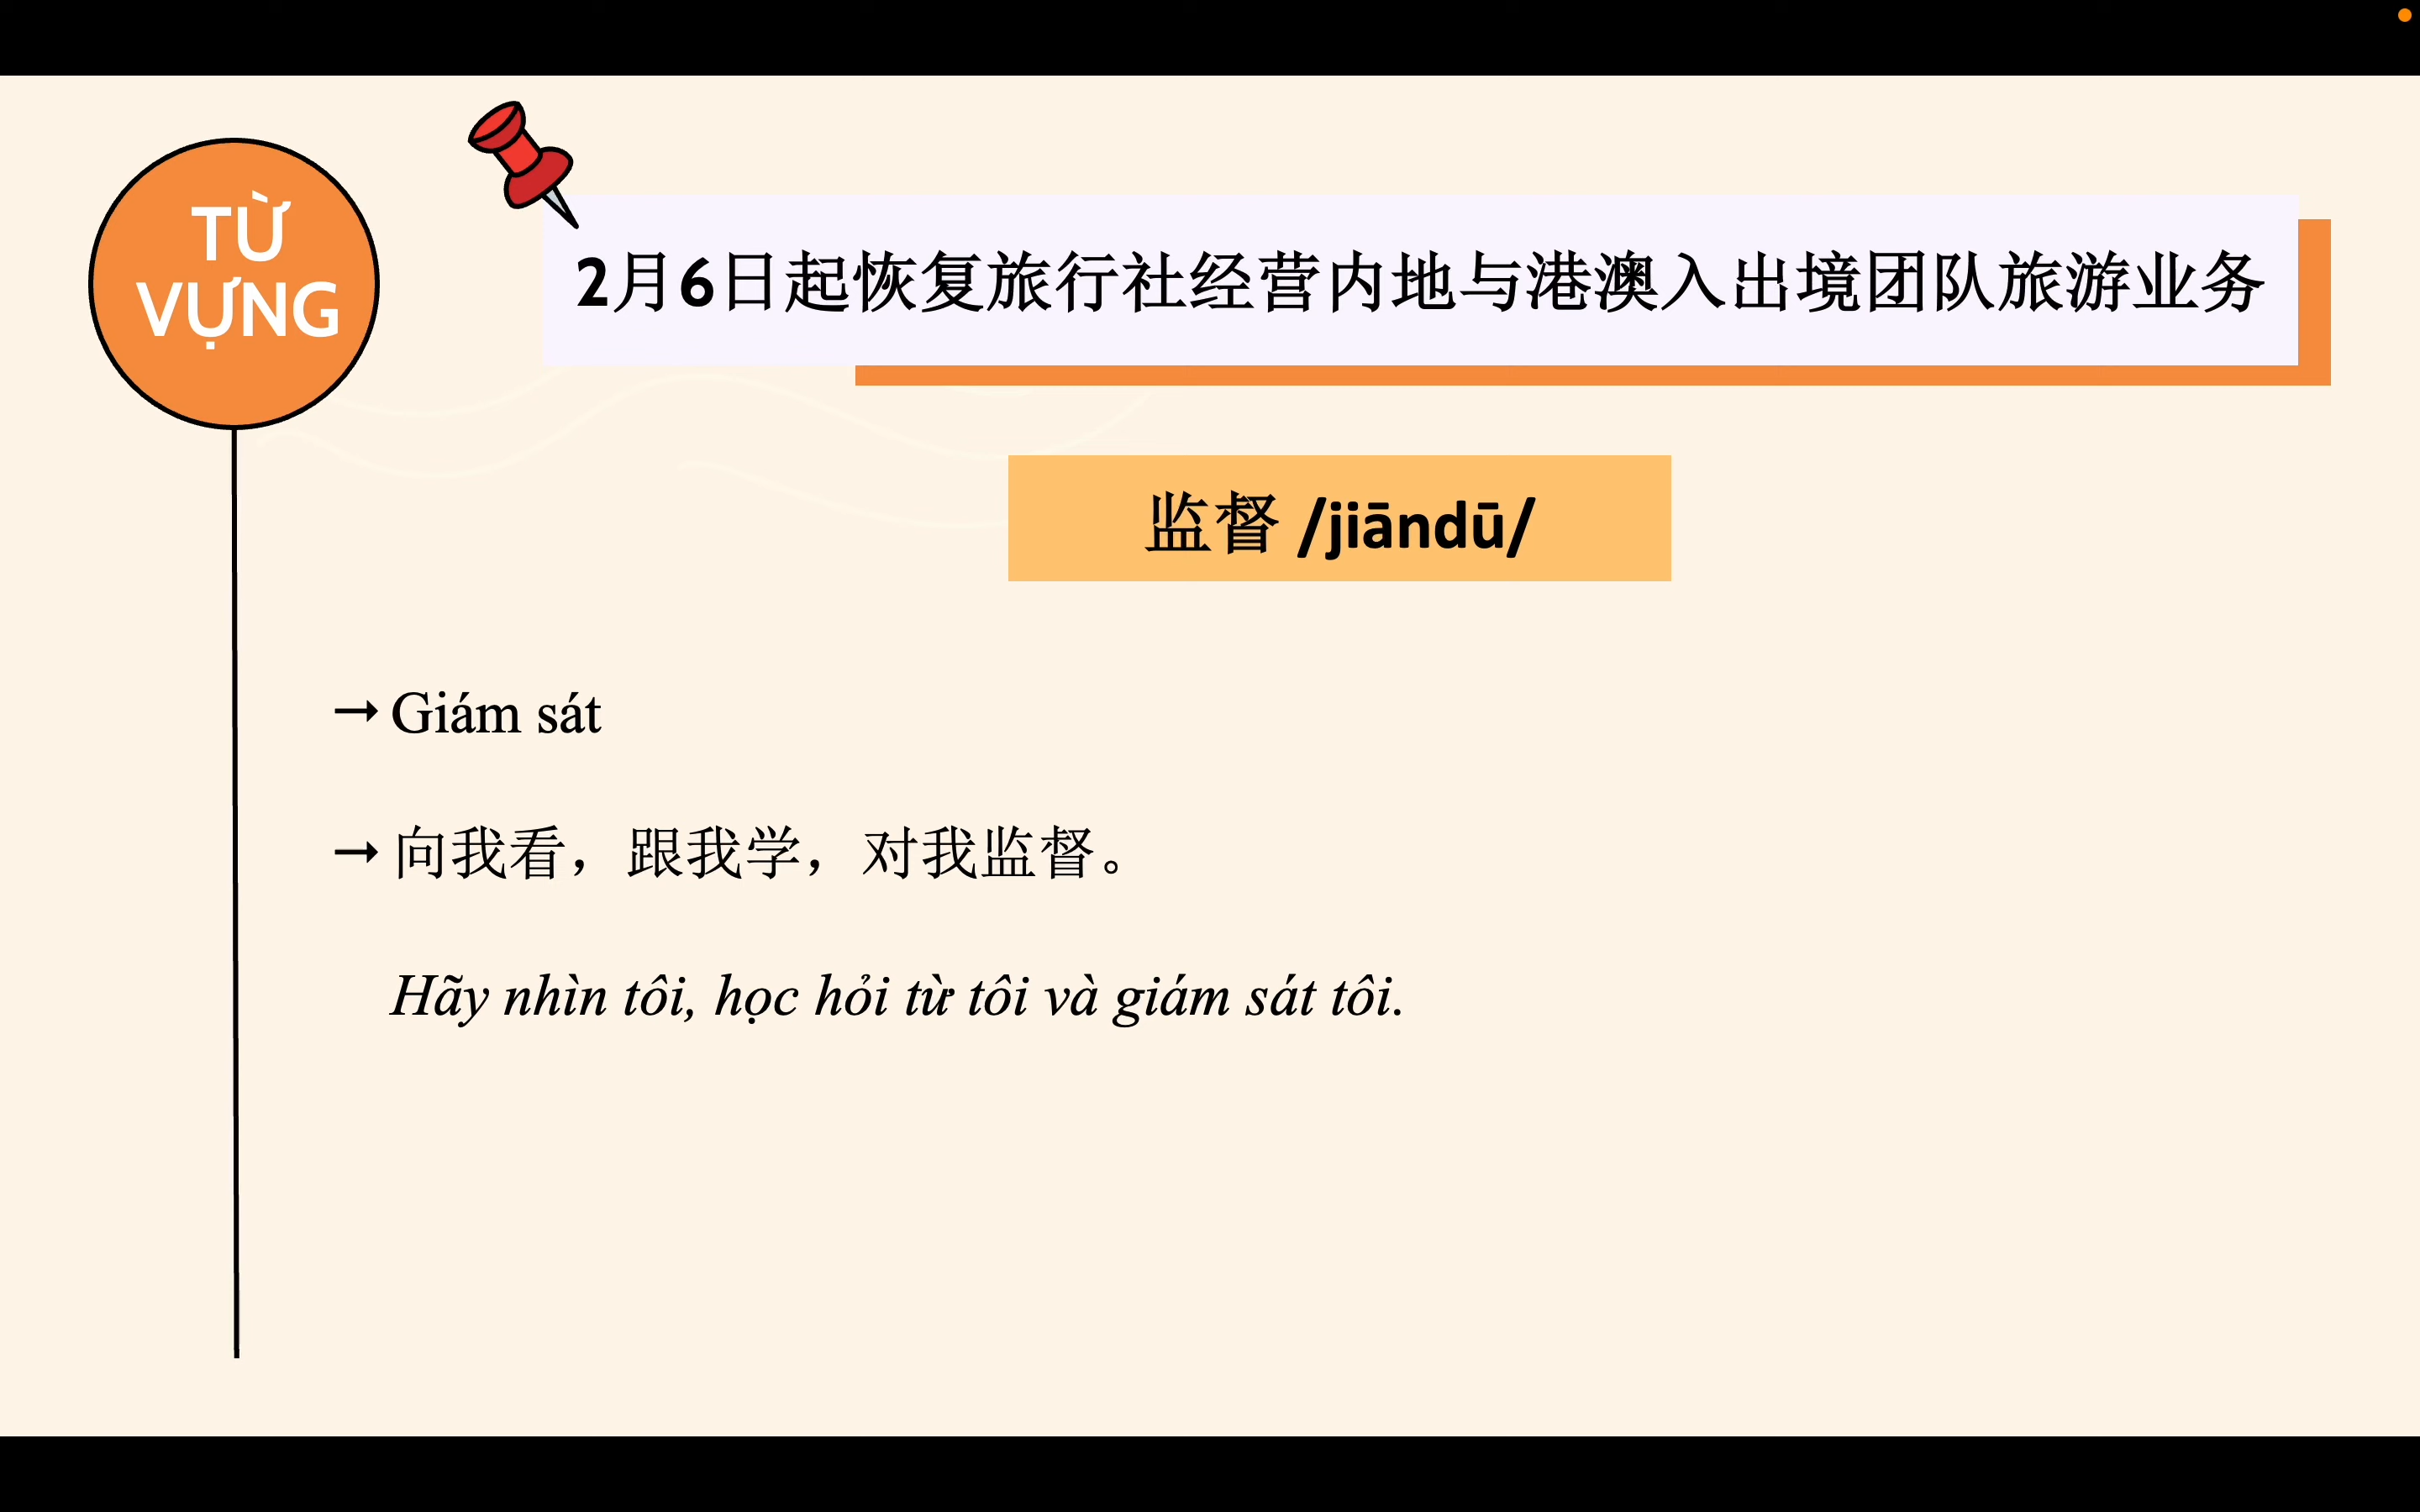 TỪ
VỰNG
2月6日起恢复旅行社经营内地与港澳入出境团队旅游业务
监督 /jiāndū/
→ Giám sát
→ 向我看，跟我学，对我监督。
Hãy nhìn tôi, học hỏi từ tôi và giám sát tôi.